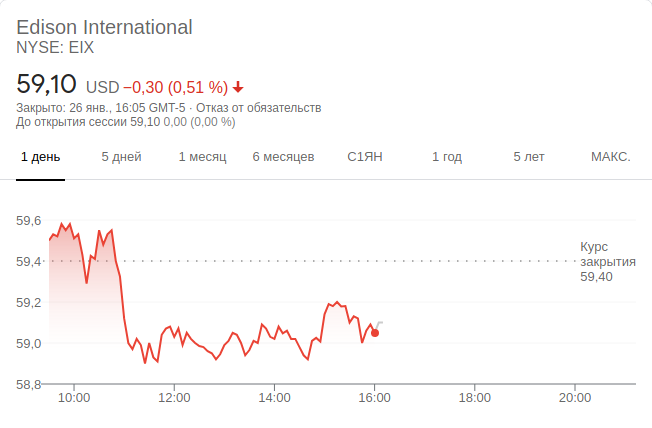 Edison International
NYSE: EIX
59,10 USD −0,30 (0,51 %)
Закрыто: 26 янв., 16:05 GMT-5 · Отказ от обязательств
До открытия сессии 59,10 0,00 (0,00 %)
1 день 5 дней 1 месяц 6 месяцев С1ЯН 1 год 5 лет МАКС.
59,6
59,4
59,2
59,0
58,8
Курс
закрытия
59,40
10:00 12:00 14:00 16:00 18:00 20:00